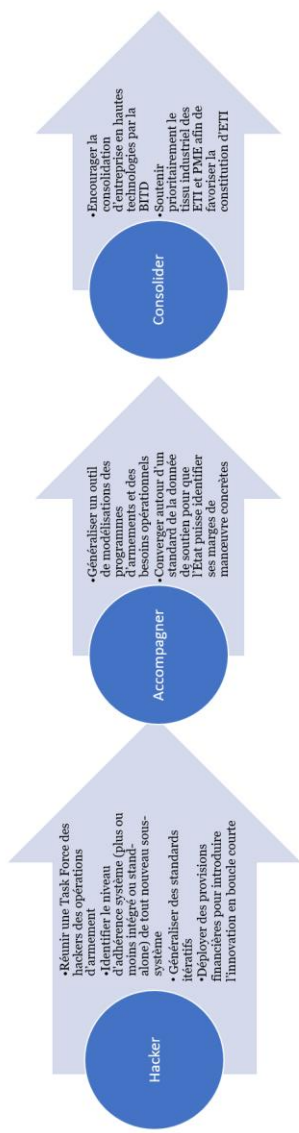 Hacker
•Réunir une Task Force des
hackers des opérations
d'armement
•Identifier le niveau
d'adhérence système (plus ou
moins intégré ou stand-
alone) de tout nouveau sous-
système
• Généraliser des standards
itératifs
•Déployer des provisions
financières pour introduire
l'innovation en boucle courte
Accompagner
•Généraliser un outil
de modélisations des
programmes
d'armements et des
besoins opérationnels
•Converger autour d'un
standard de la donnée
de soutien pour que
l'État puisse identifier
ses marges de
manœuvre concrètes
Consolider
•Encourager la
consolidation
d'entreprise en hautes
technologies par la
BITD
•Soutenir
prioritairement le
tissu industriel des
ETI et PME afin de
favoriser la
constitution d'ETI